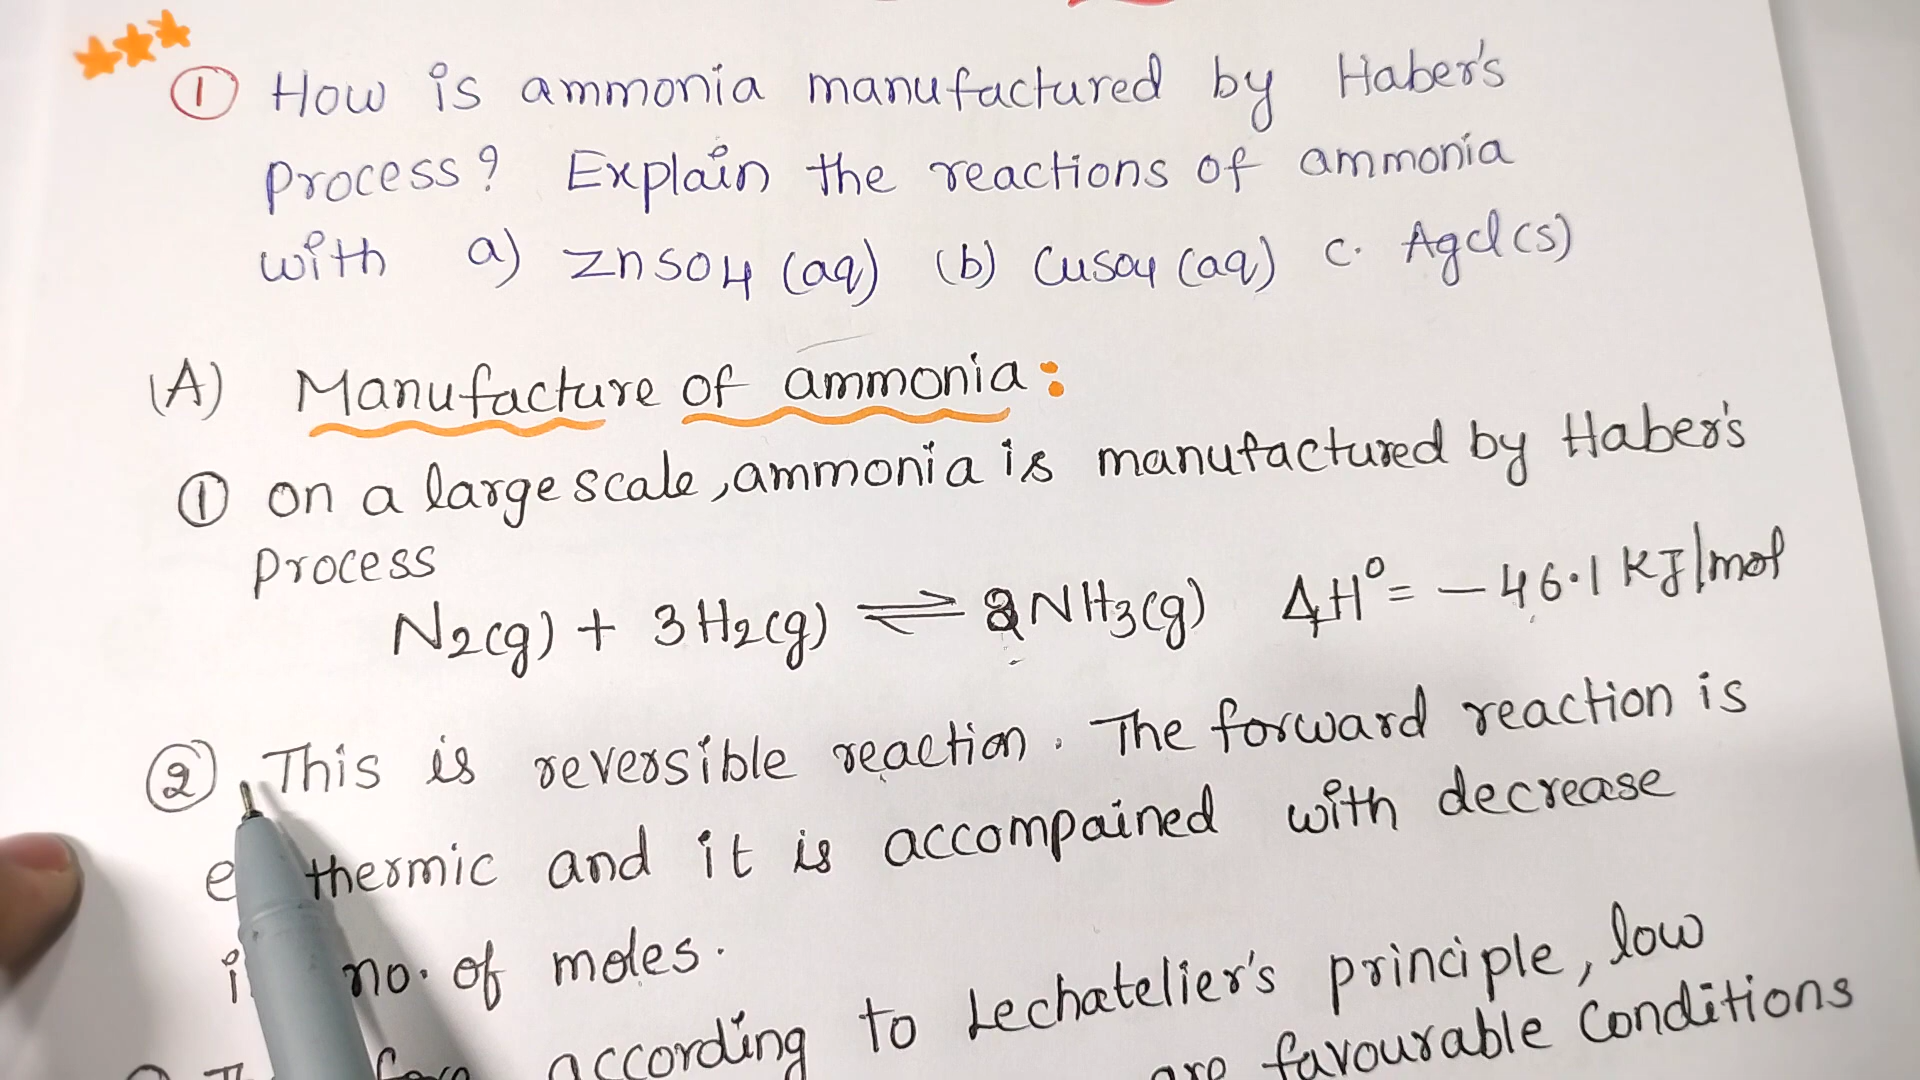 ① How is ammonia manufactured by Haber's
process? Explain the reactions of ammonia
with a) ZnSO4 (aq) (b) CuSO4 (aq) c. Agcl(s)
(A) Manufacture of ammonia:
① on a large scale, ammonia is manufactured by Haber's
process
N2(g) + 3H2(g) ⇌ 2NH3(g) ΔH° = -46.1 KJ/mol
② This is reversible reaction. The forward reaction is
thermic and it is accompained with decrease
no. of moles.
according to Lechatelier's principle, low
are favourable conditions